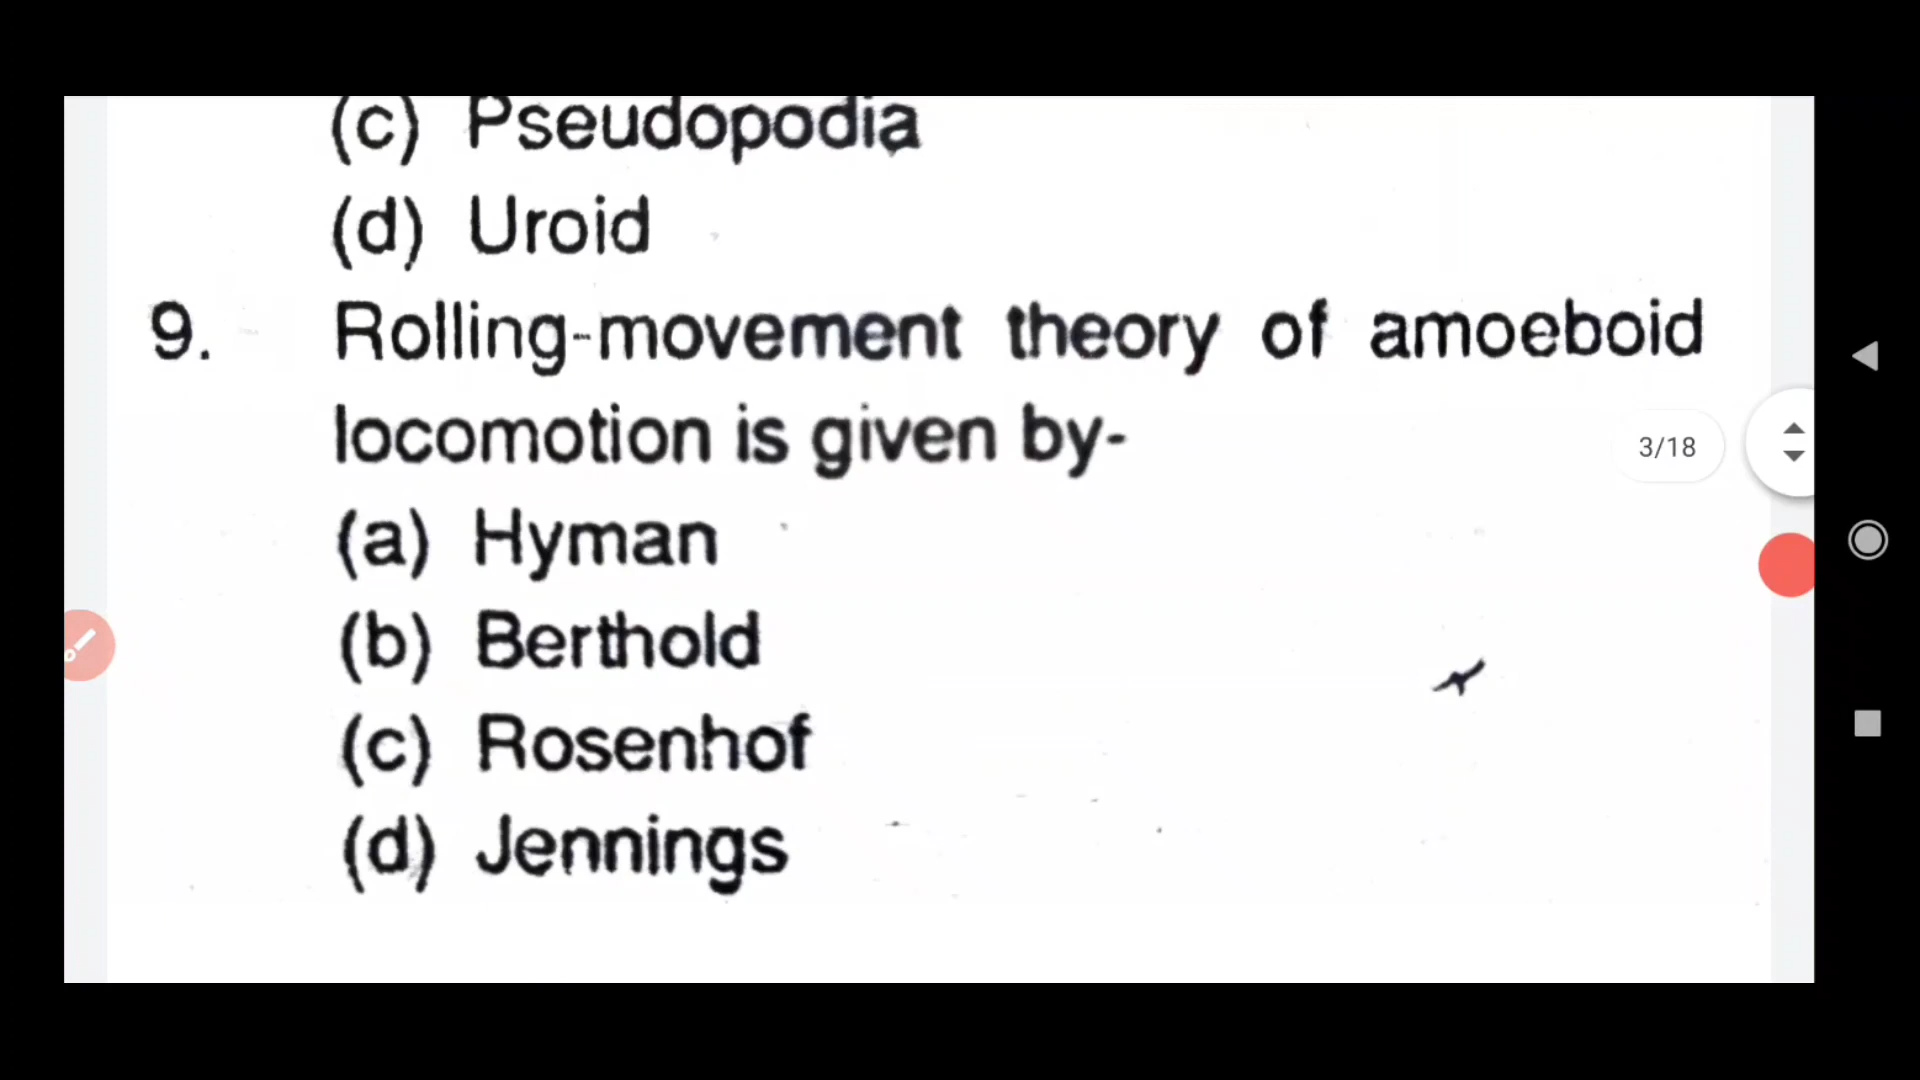 (c) Pseudopodia
(d) Uroid
9. Rolling-movement theory of amoeboid
locomotion is given by-
(a) Hyman
(b) Berthold
(c) Rosenhof
(d) Jennings
3/18